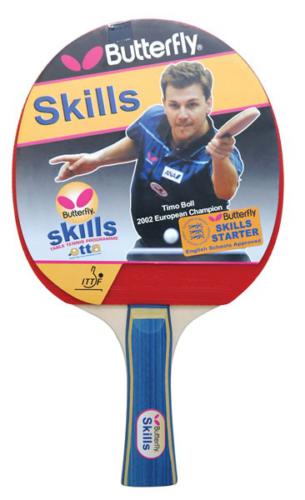 Butterfly®
Skills
ANA
Timo Boll
2002 European Champion
Butterfly
skills
TABLE TENNIS PROGRAMME
etta
Butterfly
SKILLS
STARTER
English Schools Approved
ITTF
Butterfly
Skills